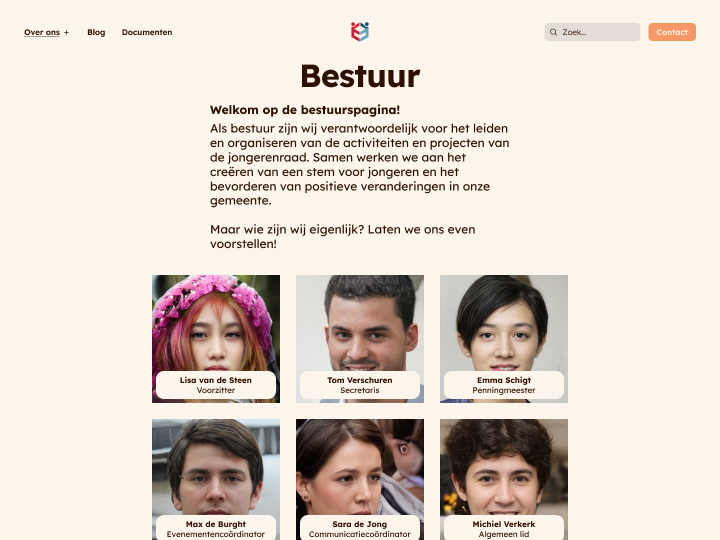 Over ons +
Blog
Documenten
Zoek...
Contact
Bestuur
Welkom op de bestuurspagina!
Als bestuur zijn wij verantwoordelijk voor het leiden
en organiseren van de activiteiten en projecten van
de jongerenraad. Samen werken we aan het
creëren van een stem voor jongeren en het
bevorderen van positieve veranderingen in onze
gemeente.
Maar wie zijn wij eigenlijk? Laten we ons even
voorstellen!
Lisa van de Steen
Voorzitter
Tom Verschuren
Secretaris
Emma Schigt
Penningmeester
Max de Burght
Evenementencoördinator
Sara de Jong
Communicatiecoördinator
Michiel Verkerk
Algemeen lid